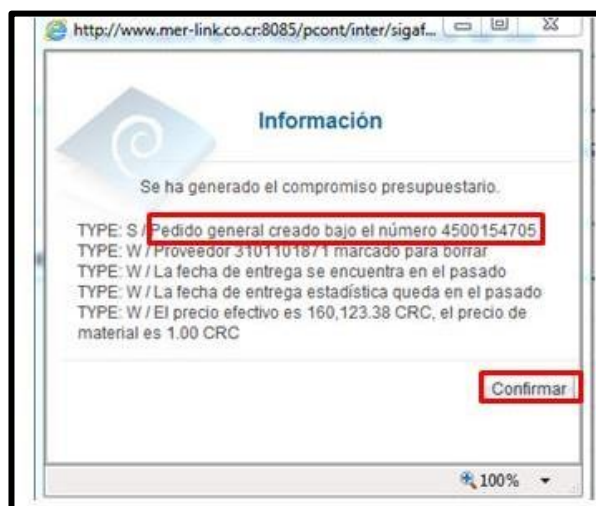 http://www.mer-link.co.cr:8085/pcont/inter/sigaf...
Información
Se ha generado el compromiso presupuestario.
TYPE: S / Pedido general creado bajo el número 4500154705
TYPE: W / Proveedor 3101101871 marcado para borrar
TYPE: W / La fecha de entrega se encuentra en el pasado
TYPE: W / La fecha de entrega estadística queda en el pasado
TYPE: W / El precio efectivo es 160,123.38 CRC, el precio de
material es 1.00 CRC
Confirmar
100%